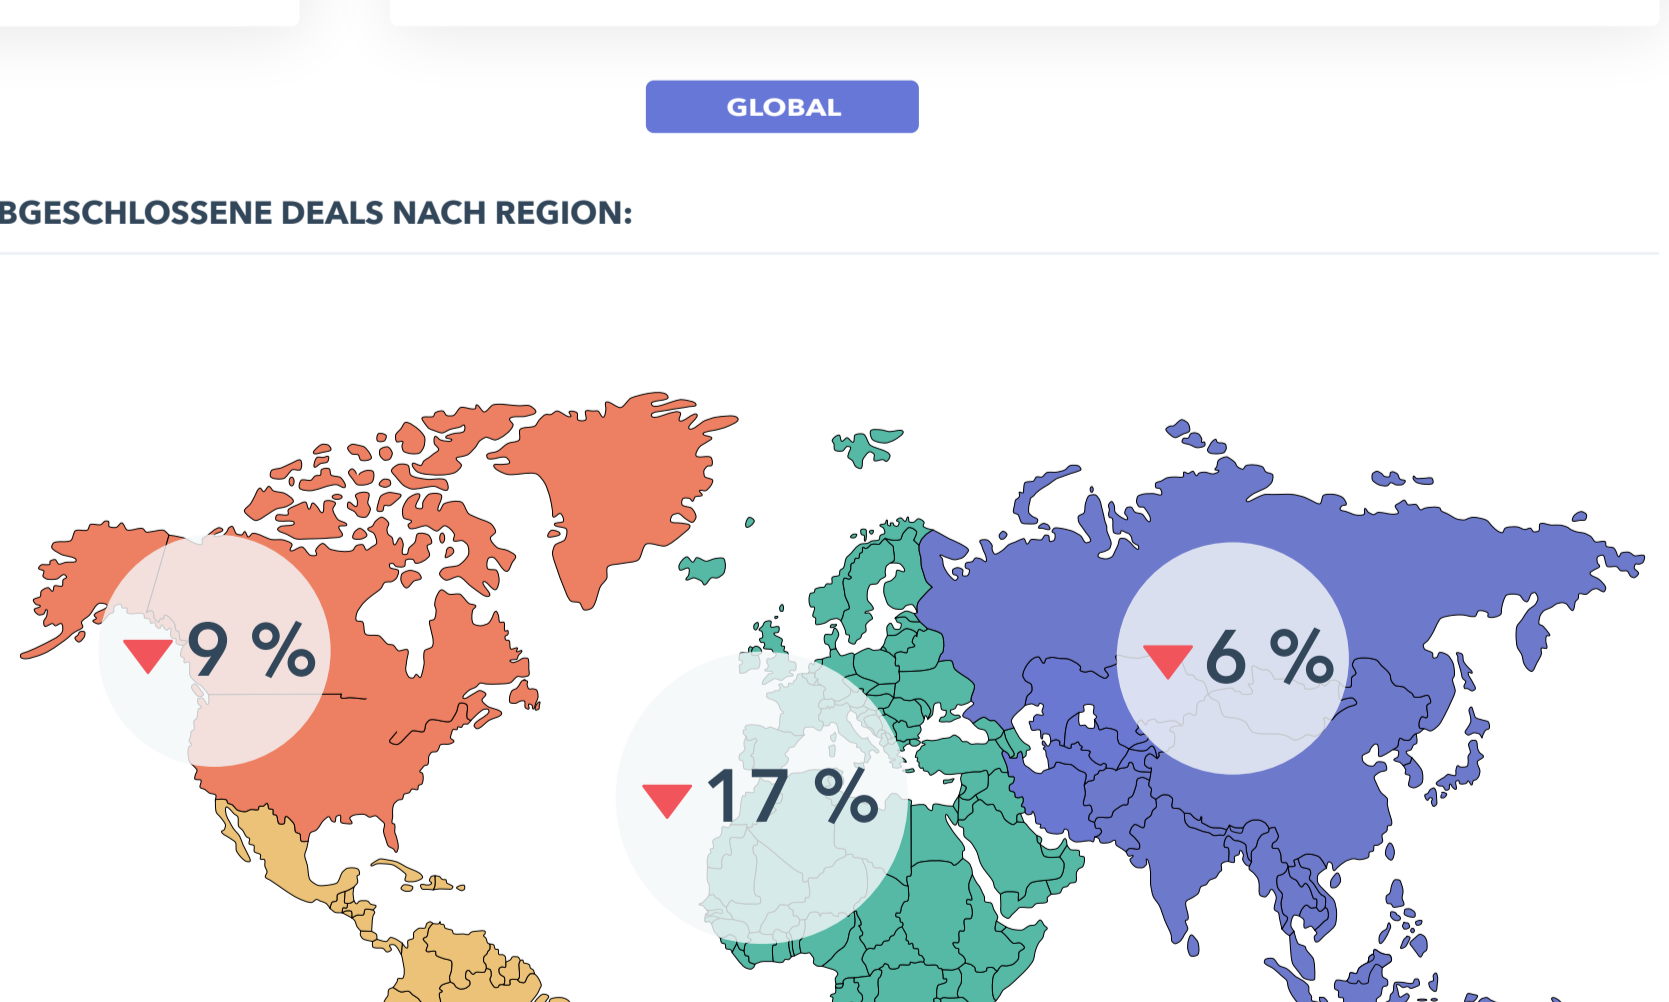 GLOBAL
BGESCHLOSSENE DEALS NACH REGION:
9 %
6 %
17 %